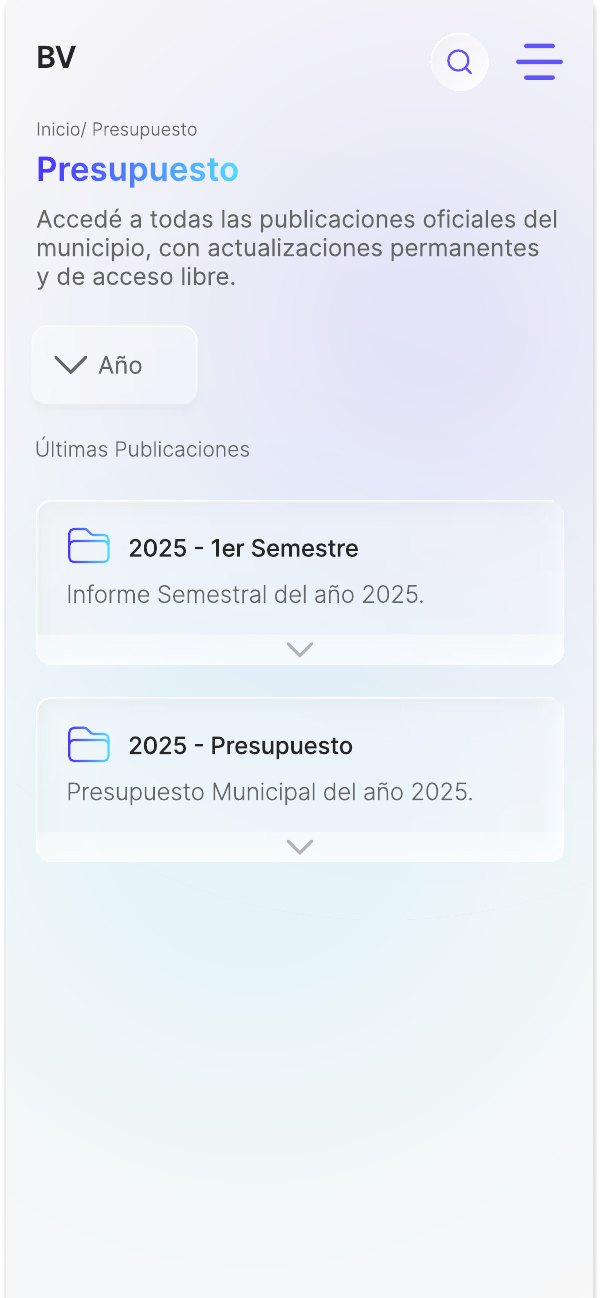 BV
Inicio/ Presupuesto
Presupuesto
Accedé a todas las publicaciones oficiales del
municipio, con actualizaciones permanentes
y de acceso libre.
Año
Últimas Publicaciones
2025 - 1er Semestre
Informe Semestral del año 2025.
2025 - Presupuesto
Presupuesto Municipal del año 2025.